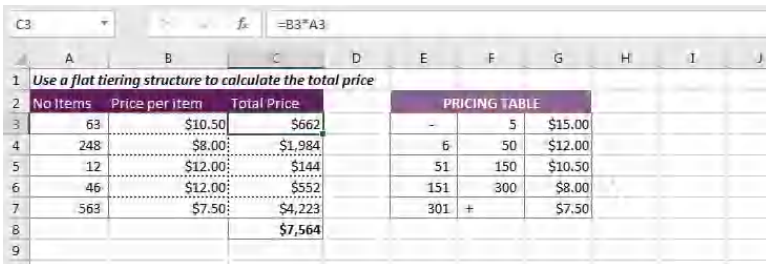 C3 fx =B3*A3
A B C D E F G H I J
1 Use a flat tiering structure to calculate the total price
2 No Items Price per item Total Price PRICING TABLE
3 63 $10.50 $662 - 5 $15.00
4 248 $8.00 $1,984 6 50 $12.00
5 12 $12.00 $144 51 150 $10.50
6 46 $12.00 $552 151 300 $8.00
7 563 $7.50 $4,223 301 + $7.50
8 $7,564
9